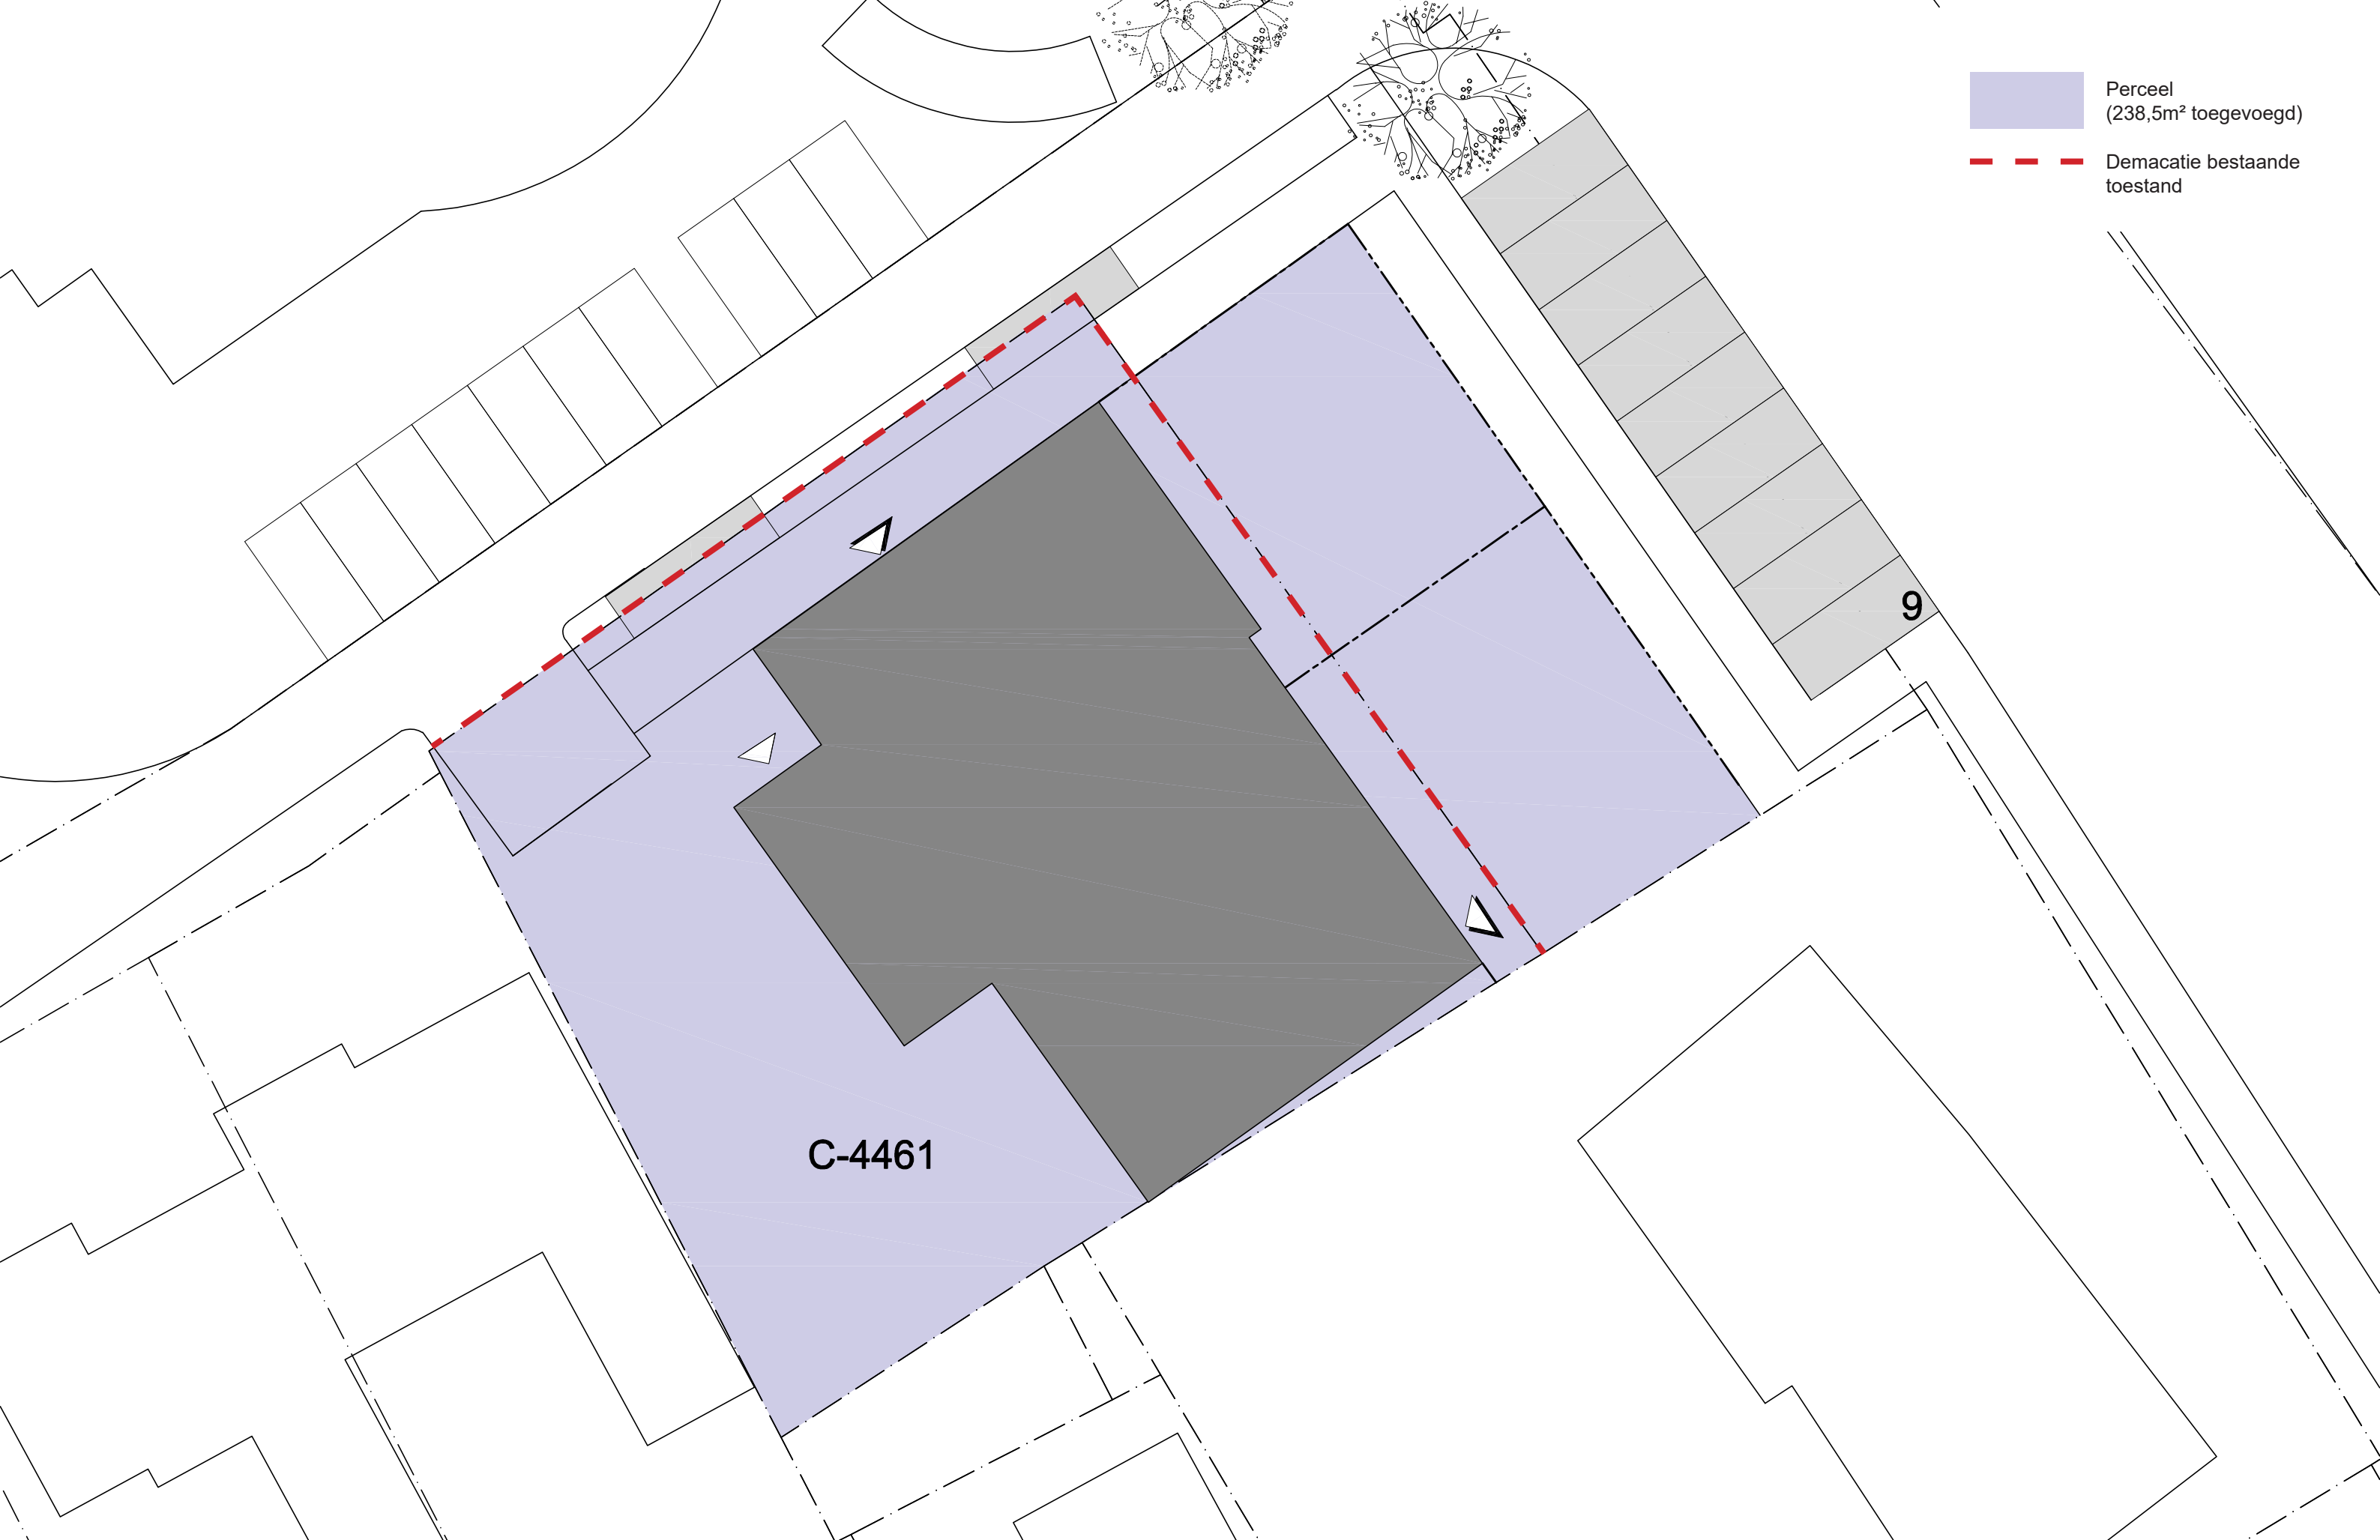 Perceel
(238,5m² toegevoegd)
Demacatie bestaande
toestand
9
C-4461